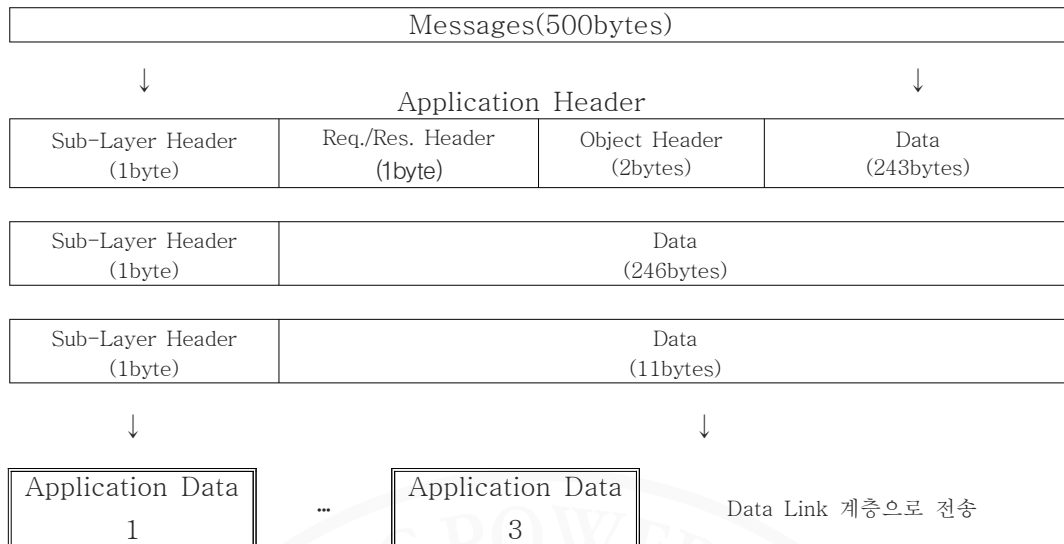 Messages(500bytes)
↓ ↓
Application Header
Sub-Layer Header Req./Res. Header Object Header Data
(1byte) (1byte) (2bytes) (243bytes)
Sub-Layer Header Data
(1byte) (246bytes)
Sub-Layer Header Data
(1byte) (11bytes)
↓ ↓
Application Data … Application Data Data Link 계층으로 전송
1 3
POWER